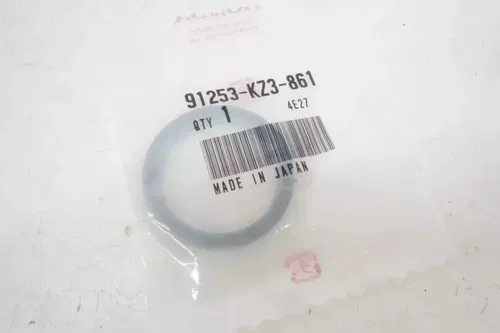 91253-KZ3-861
QTY 1 4E27
MADE IN JAPAN